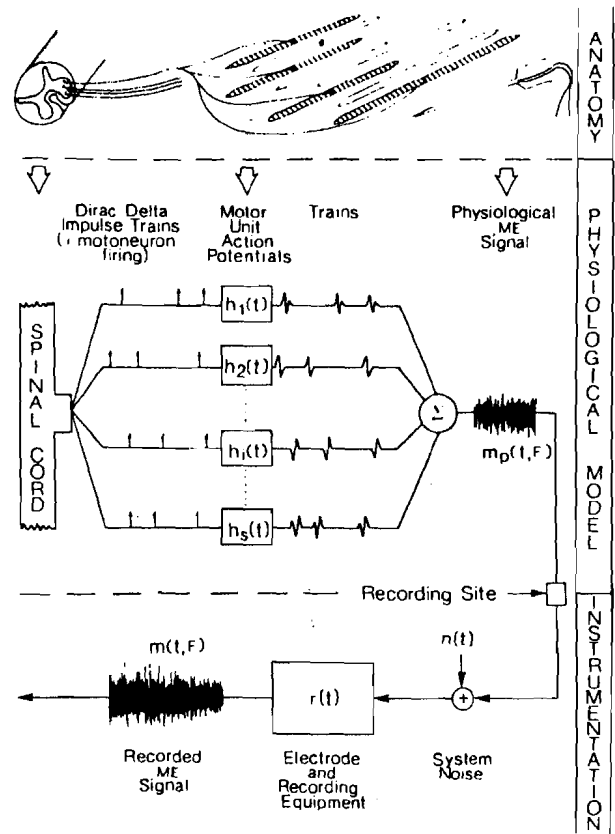 ANATOMY
Dirac Delta
Impulse Trains
(ı motoneuron
firing)
Motor
Unit
Action
Potentials
Trains
Physiological
ME
Signal
PHYSIOLOGICAL MODEL
SPINAL CORD
h1(t)
h2(t)
hi(t)
hs(t)
Σ
mp(t,F)
Recording Site
INSTRUMENTATION
m(t,F)
n(t)
r(t)
+
Recorded
ME
Signal
Electrode
and
Recording
Equipment
System
Noise